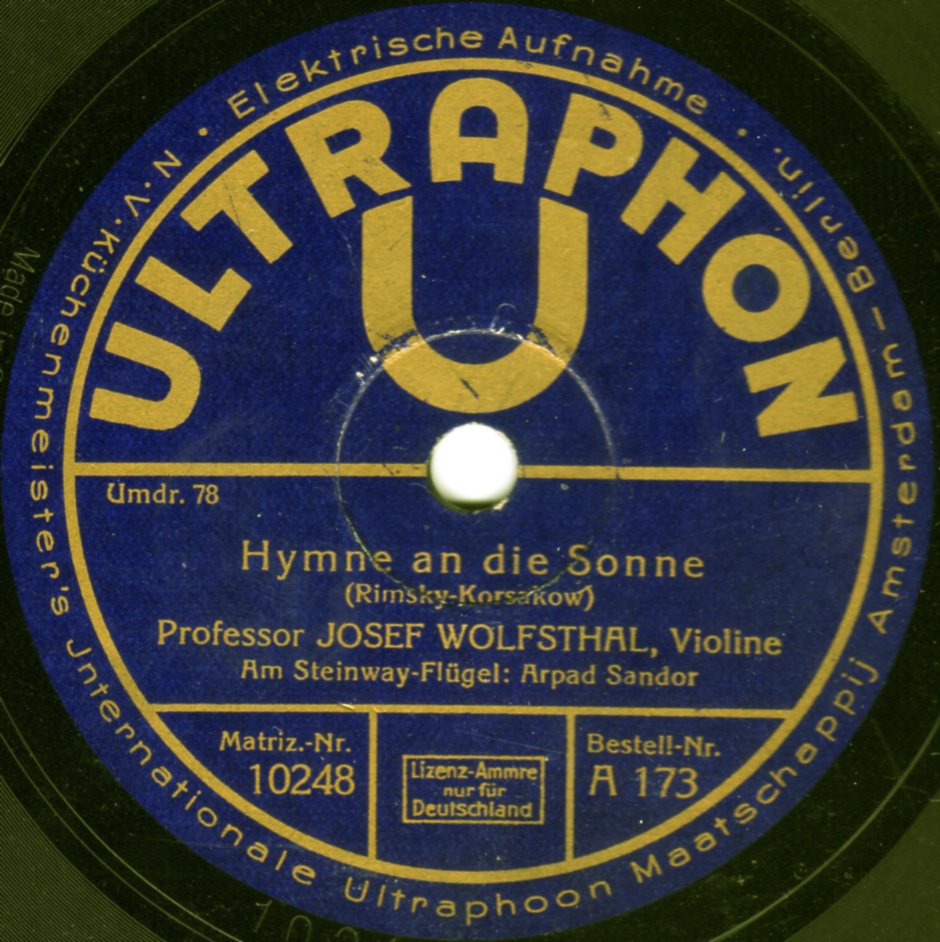 N.V. Küchenmeister's Jnternationale Ultraphoon Maatschappij Amsterdam – Berlin.
Elektrische Aufnahme
ULTRAPHON
U
Umdr. 78
Hymne an die Sonne
(Rimsky-Korsakow)
Professor JOSEF WOLFSTHAL, Violine
Am Steinway-Flügel: Arpad Sandor
Matriz.-Nr.
10248
Lizenz-Ammre
nur für
Deutschland
Bestell-Nr.
A 173
Made